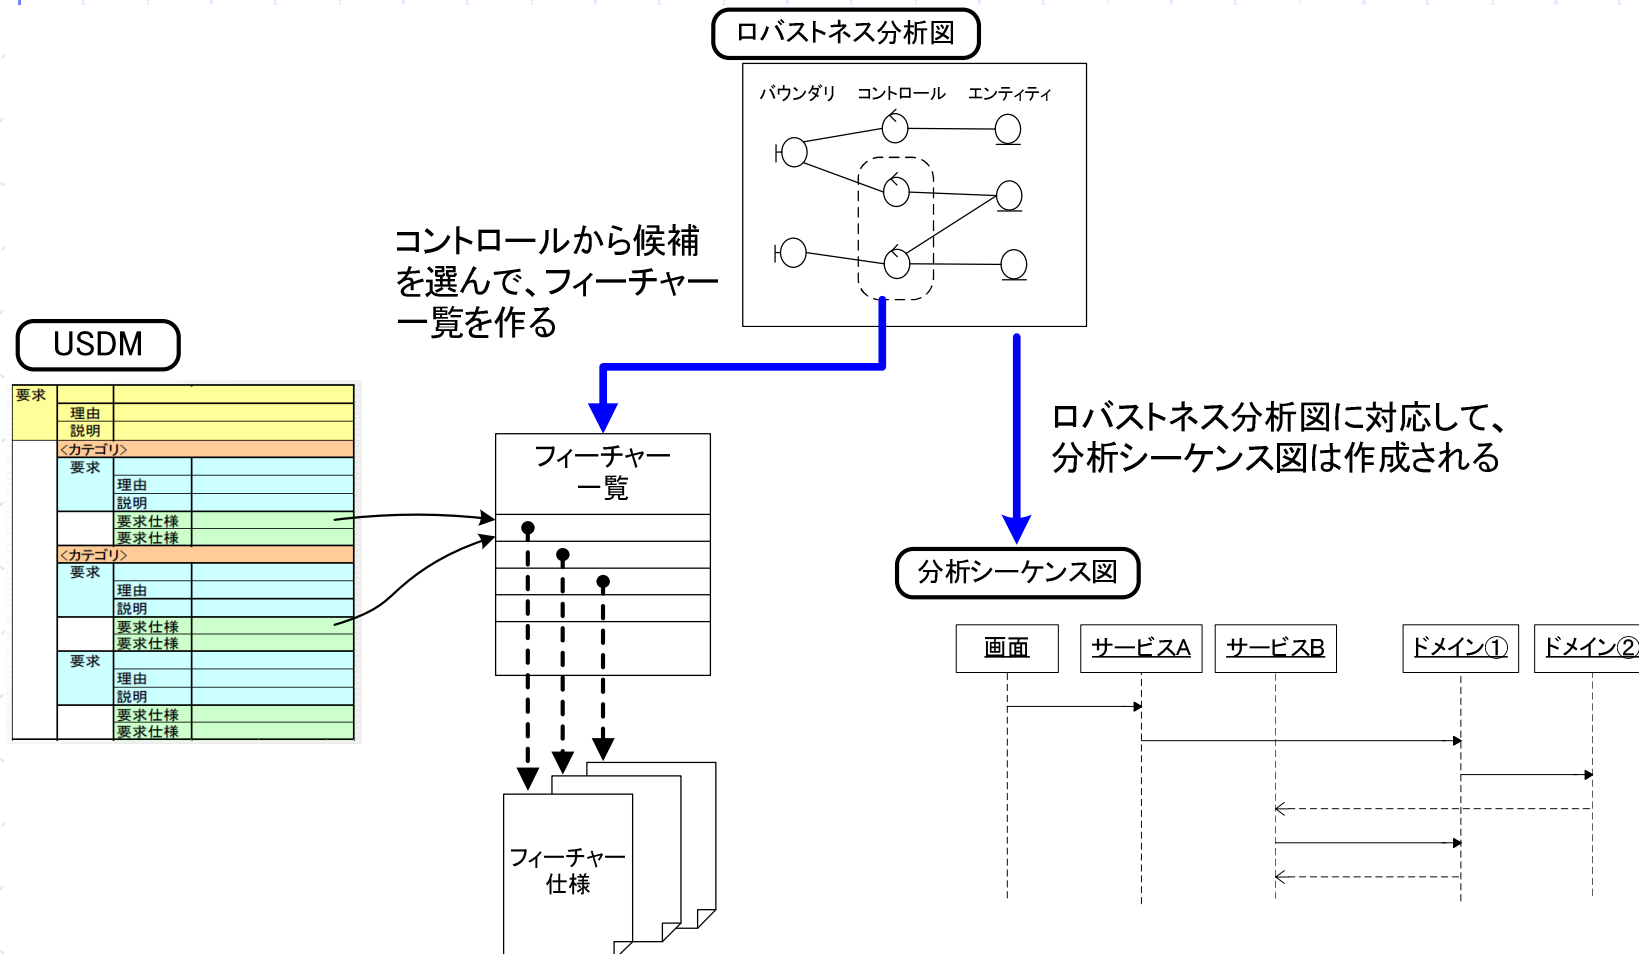 ロバストネス分析図
バウンダリ コントロール エンティティ
コントロールから候補
を選んで、フィーチャー
一覧を作る
USDM
要求
理由
説明
<カテゴリ>
要求
理由
説明
要求仕様
要求仕様
<カテゴリ>
要求
理由
説明
要求仕様
要求仕様
要求
理由
説明
要求仕様
要求仕様
フィーチャー
一覧
フィーチャー
仕様
ロバストネス分析図に対応して、
分析シーケンス図は作成される
分析シーケンス図
画面 サービスA サービスB ドメイン① ドメイン②